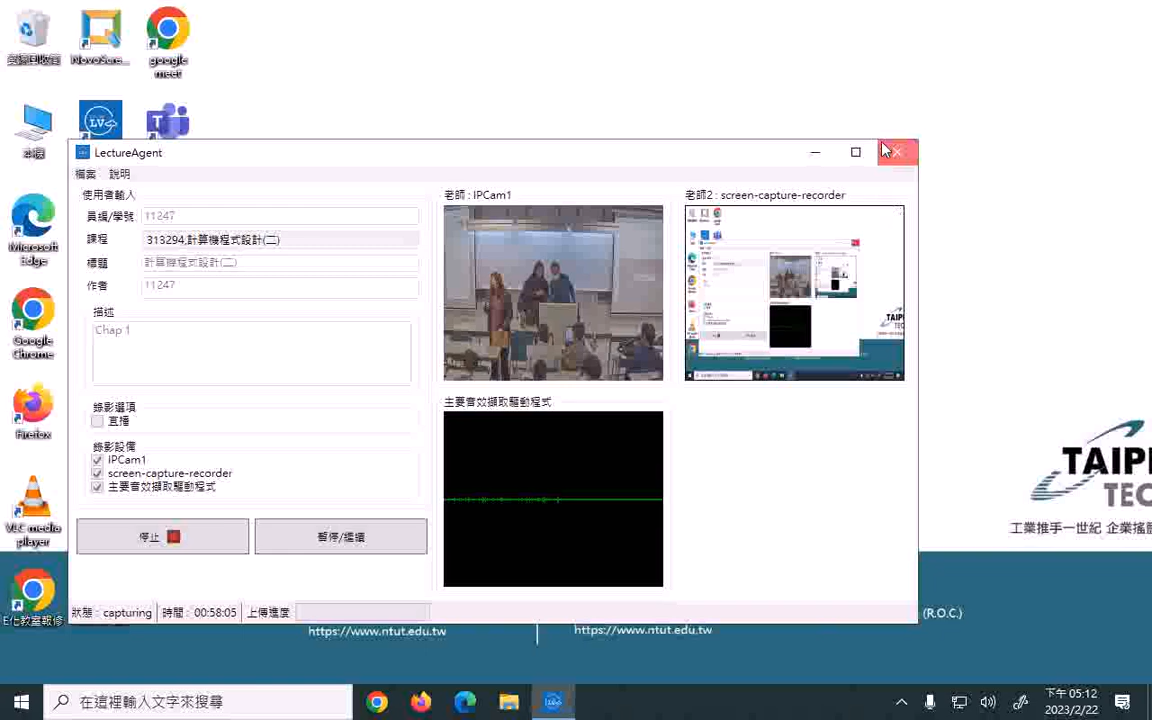 資源回收筒
NovoScre...
google
meet
本機
Microsoft
Edge
Google
Chrome
Firefox
VLC media
player
E化教室報修
LectureAgent
檔案 說明
使用者輸入
員編/學號 11247
課程 313294,計算機程式設計(二)
標題 計算機程式設計(二)
作者 11247
描述
Chap 1
錄影選項
直播
錄影設備
IPCam1
screen-capture-recorder
主要音效擷取驅動程式
停止
暫停/繼續
狀態 : capturing 時間 : 00:58:05 上傳進度
老師 : IPCam1
老師2 : screen-capture-recorder
主要音效擷取驅動程式
TAIPE
TEC
工業推手一世紀 企業搖
(R.O.C.)
https://www.ntut.edu.tw
https://www.ntut.edu.tw
在這裡輸入文字來搜尋
下午 05:12
2023/2/22